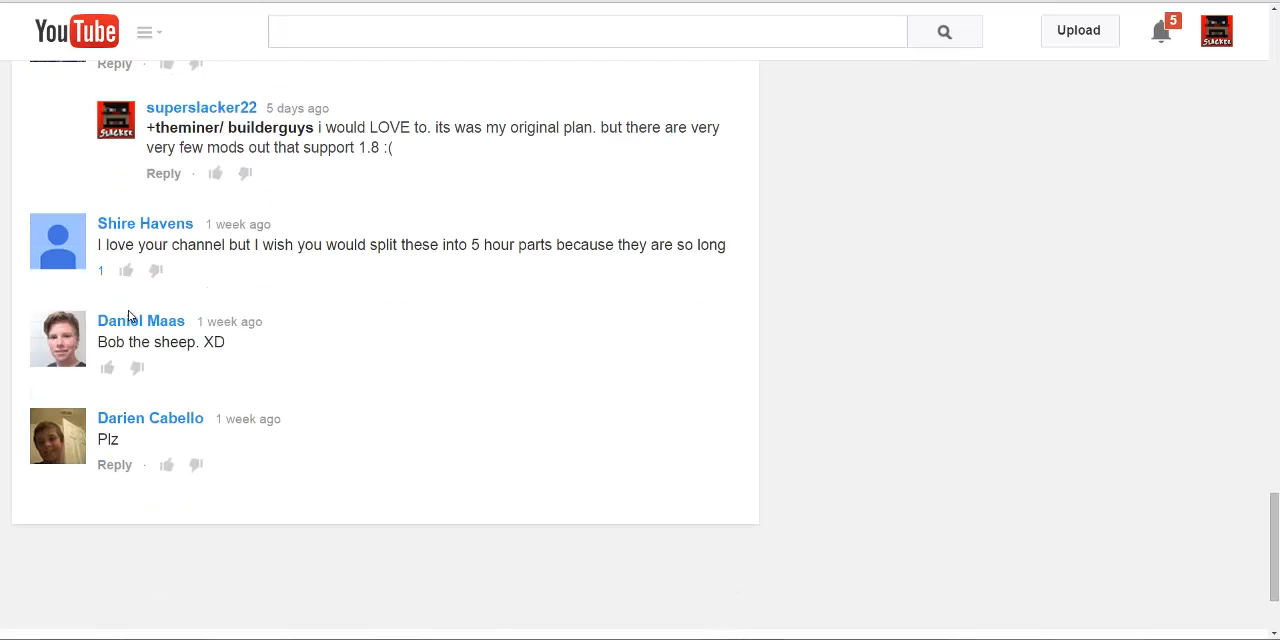 YouTube
Upload
5
SLACKER
Reply ·
superslacker22 5 days ago
+theminer/ builderguys i would LOVE to. its was my original plan. but there are very
very few mods out that support 1.8 :(
SLACKER
Reply ·
Shire Havens 1 week ago
I love your channel but I wish you would split these into 5 hour parts because they are so long
1
Daniel Maas 1 week ago
Bob the sheep. XD
Darien Cabello 1 week ago
Plz
Reply ·